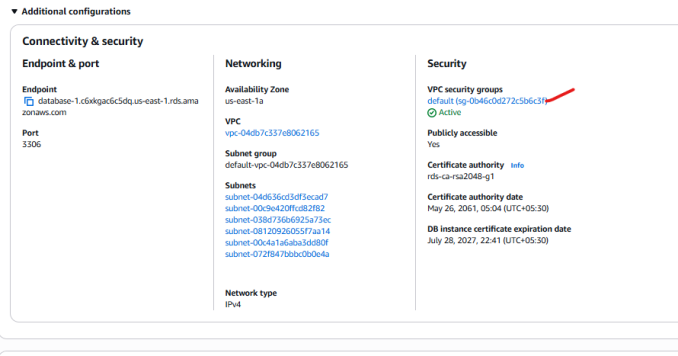 Additional configurations
Connectivity & security
Endpoint & port
Endpoint
database-1.c6xkgac6c5dq.us-east-1.rds.ama
zonaws.com
Port
3306
Networking
Availability Zone
us-east-1a
VPC
vpc-04db7c337e8062165
Subnet group
default-vpc-04db7c337e8062165
Subnets
subnet-04d636cd3df3ecad7
subnet-00c9e420ffcd82f82
subnet-038d736b6925a73ec
subnet-08120926055f7aa14
subnet-00c4a1a6aba3dd80f
subnet-072f847bbbc0b0e4a
Network type
IPv4
Security
VPC security groups
default (sg-0b46c0d272c5b6c3f)
Active
Publicly accessible
Yes
Certificate authority Info
rds-ca-rsa2048-g1
Certificate authority date
May 26, 2061, 05:04 (UTC+05:30)
DB instance certificate expiration date
July 28, 2027, 22:41 (UTC+05:30)